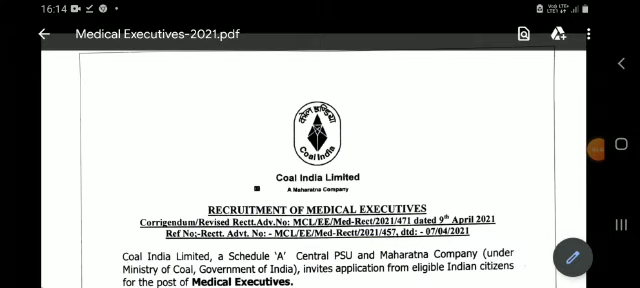 16:14
Medical Executives-2021.pdf
कोल इण्डिया
Coal India
Coal India Limited
A Maharatna Company
RECRUITMENT OF MEDICAL EXECUTIVES
Corrigendum/Revised Rectt.Adv.No: MCL/EE/Med-Rect/2021/471 dated 9th April 2021
Ref No:-Rectt. Advt. No: - MCL/EE/Med-Rectt/2021/457, dtd: - 07/04/2021
Coal India Limited, a Schedule 'A' Central PSU and Maharatna Company (under
Ministry of Coal, Government of India), invites application from eligible Indian citizens
for the post of Medical Executives.